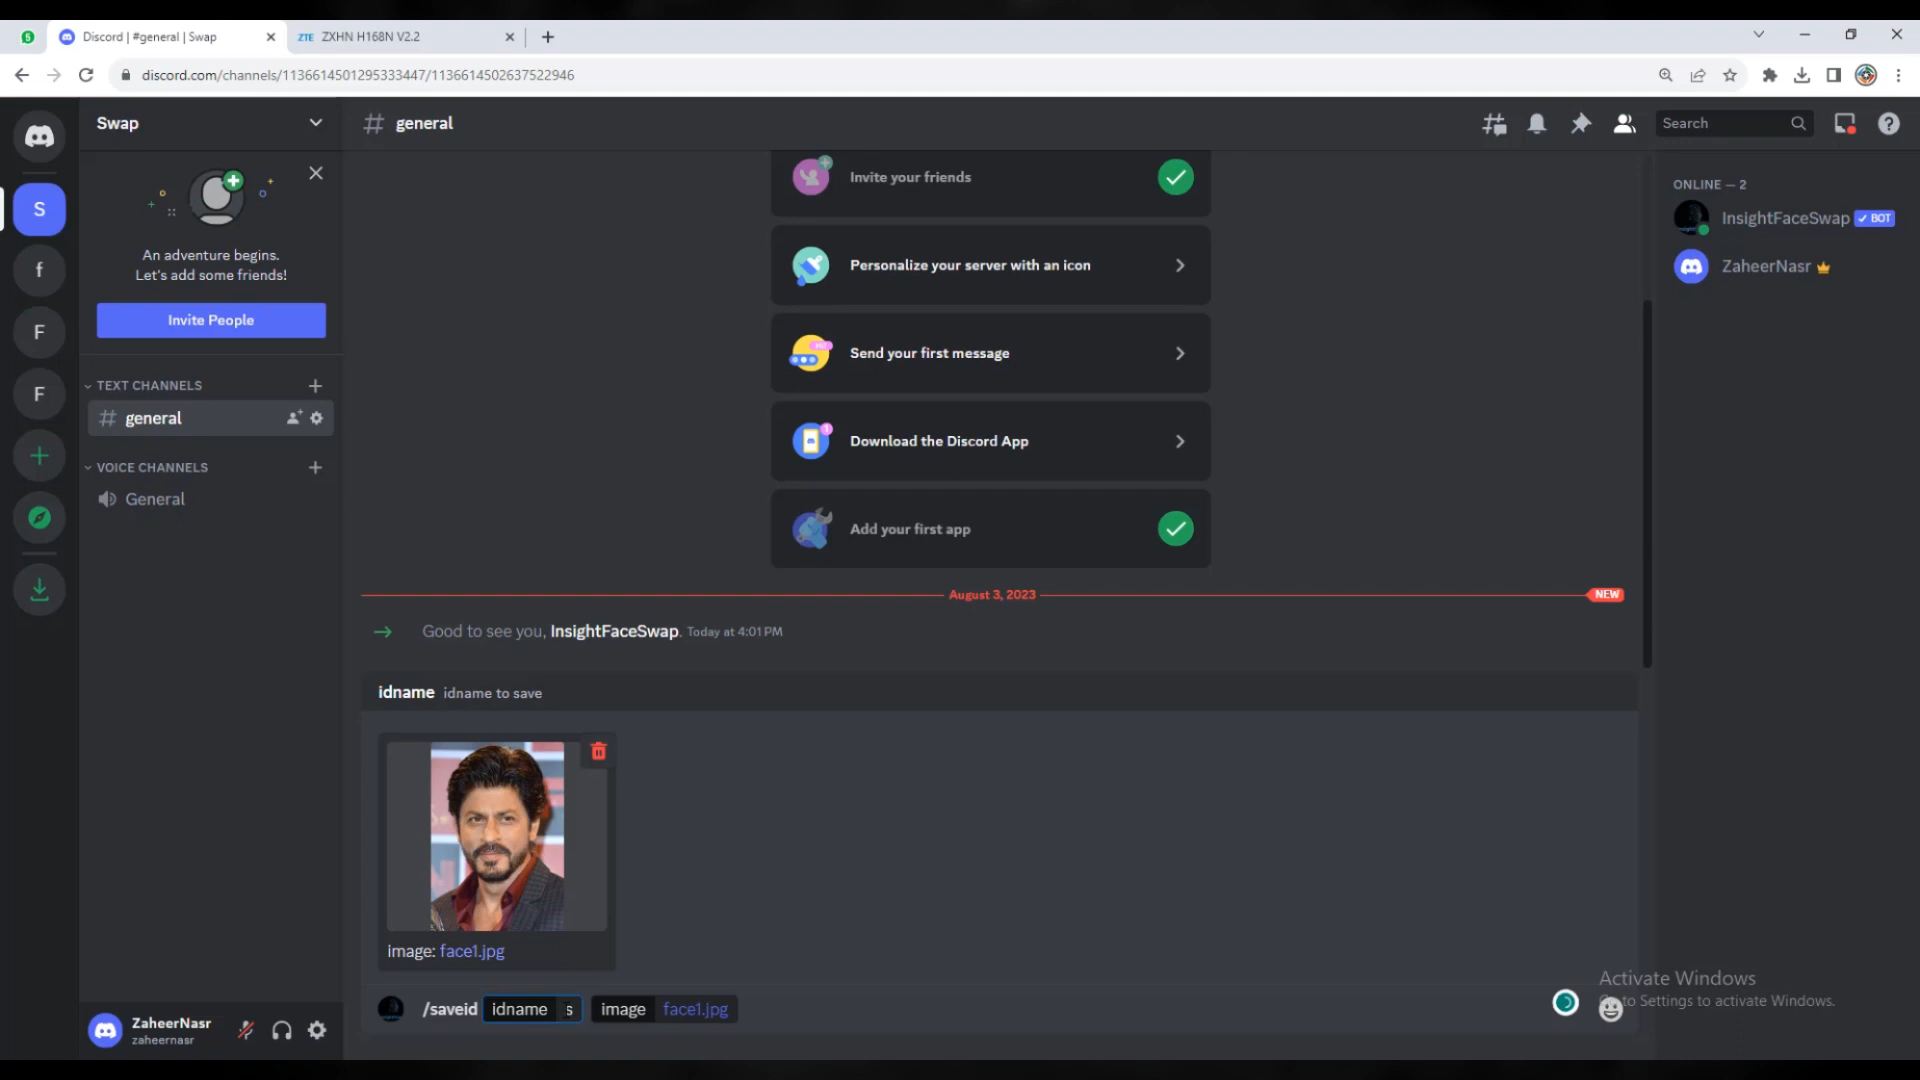 Discord | #general | Swap
ZTE ZXHN H168N V2.2
discord.com/channels/1136614501295333447/1136614502637522946
Swap
general
Search
An adventure begins.
Let's add some friends!
Invite People
TEXT CHANNELS
general
VOICE CHANNELS
General
S
f
F
F
Invite your friends
Personalize your server with an icon
Send your first message
Download the Discord App
Add your first app
August 3, 2023
NEW
Good to see you, InsightFaceSwap. Today at 4:01 PM
idname idname to save
image: face1.jpg
/saveid idname s image face1.jpg
ONLINE — 2
InsightFaceSwap BOT
ZaheerNasr
Activate Windows
to Settings to activate Windows.
ZaheerNasr
zaheernasr